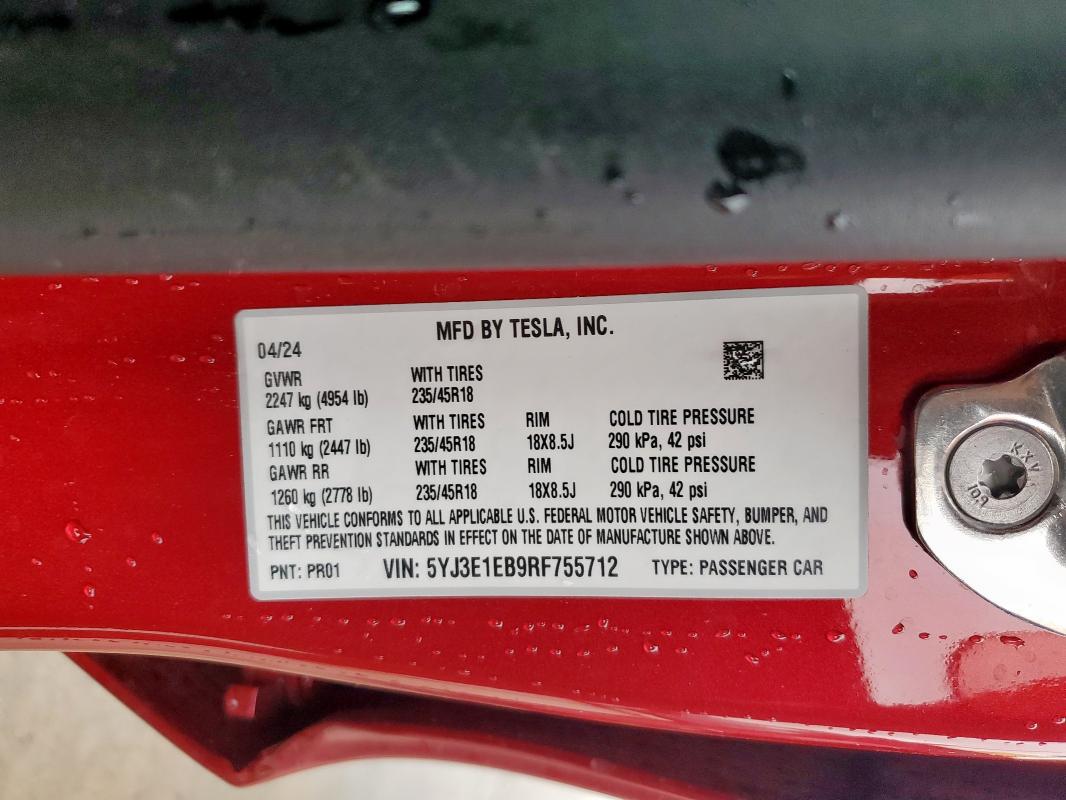 MFD BY TESLA, INC.
04/24
GVWR WITH TIRES
2247 kg (4954 lb) 235/45R18
GAWR FRT WITH TIRES RIM COLD TIRE PRESSURE
1110 kg (2447 lb) 235/45R18 18X8.5J 290 kPa, 42 psi
GAWR RR WITH TIRES RIM COLD TIRE PRESSURE
1260 kg (2778 lb) 235/45R18 18X8.5J 290 kPa, 42 psi
THIS VEHICLE CONFORMS TO ALL APPLICABLE U.S. FEDERAL MOTOR VEHICLE SAFETY, BUMPER, AND
THEFT PREVENTION STANDARDS IN EFFECT ON THE DATE OF MANUFACTURE SHOWN ABOVE.
PNT: PR01 VIN: 5YJ3E1EB9RF755712 TYPE: PASSENGER CAR
KXV
10.9